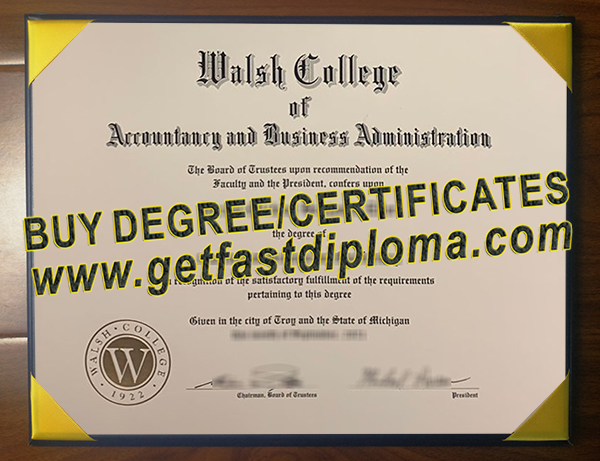 Walsh College
of
Accountancy and Business Administration
The Board of Trustees upon recommendation of the
Faculty and the President, confers upon
BUY DEGREE/CERTIFICATES
the degree of
www.getfastdiploma.com
recognition of the satisfactory fulfillment of the requirements
pertaining to this degree
Given in the city of Troy and the State of Michigan
WALSH · COLLEGE
W
1922
Chairman, Board of Trustees
President